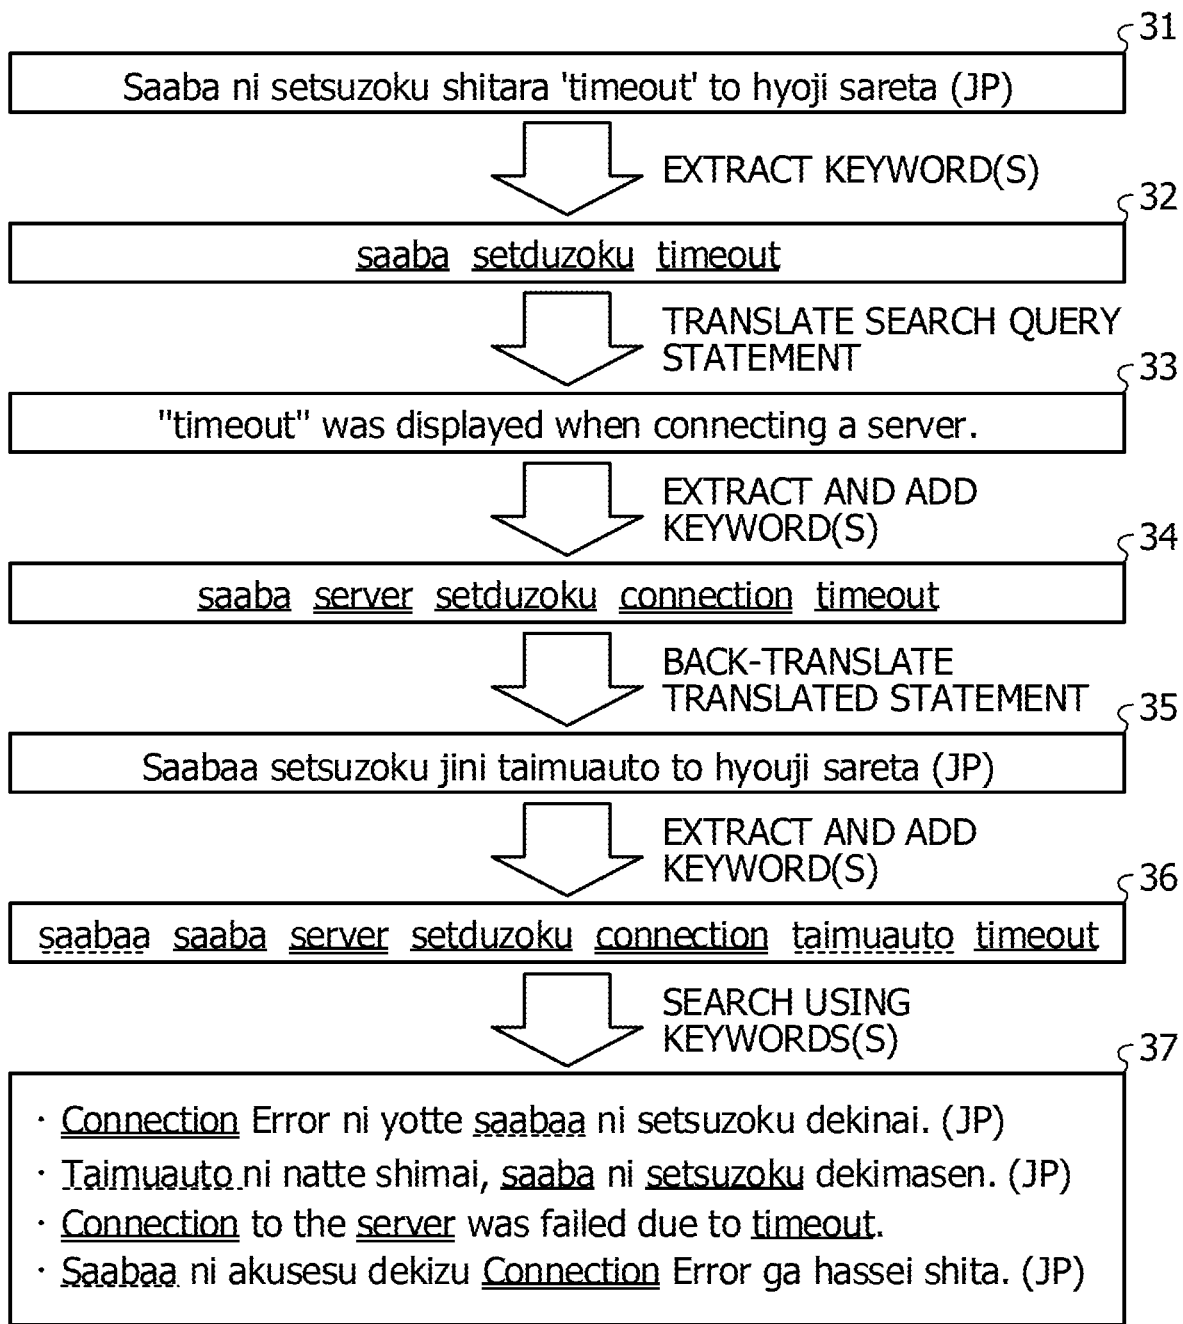 31
Saaba ni setsuzoku shitara 'timeout' to hyoji sareta (JP)
EXTRACT KEYWORD(S)
32
saaba setduzoku timeout
TRANSLATE SEARCH QUERY
STATEMENT
33
"timeout" was displayed when connecting a server.
EXTRACT AND ADD
KEYWORD(S)
34
saaba server setduzoku connection timeout
BACK-TRANSLATE
TRANSLATED STATEMENT
35
Saabaa setsuzoku jini taimuauto to hyouji sareta (JP)
EXTRACT AND ADD
KEYWORD(S)
36
saabaa saaba server setduzoku connection taimuauto timeout
SEARCH USING
KEYWORDS(S)
37
· Connection Error ni yotte saabaa ni setsuzoku dekinai. (JP)
· Taimuauto ni natte shimai, saaba ni setsuzoku dekimasen. (JP)
· Connection to the server was failed due to timeout.
· Saabaa ni akusesu dekizu Connection Error ga hassei shita. (JP)